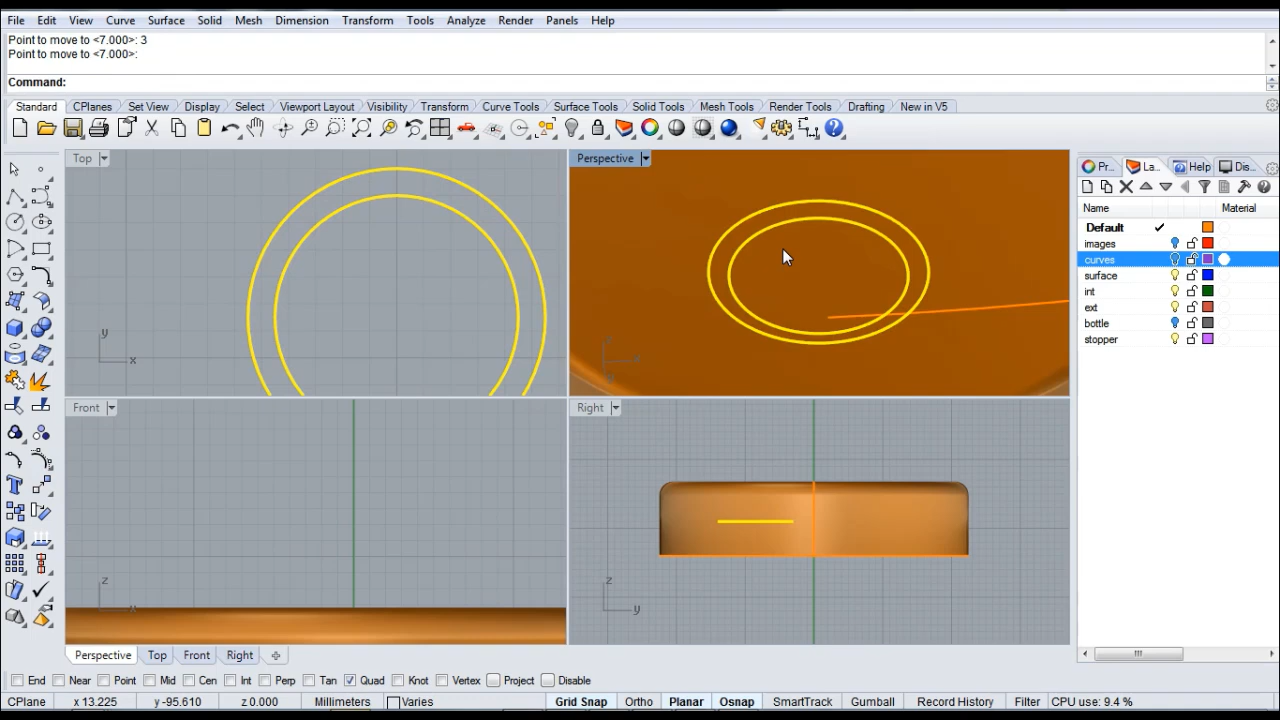 File Edit View Curve Surface Solid Mesh Dimension Transform Tools Analyze Render Panels Help
Point to move to <7.000>: 3
Point to move to <7.000>:
Command:
Standard CPlanes Set View Display Select Viewport Layout Visibility Transform Curve Tools Surface Tools Solid Tools Mesh Tools Render Tools Drafting New in V5
Top
Perspective
Pr... La... Help Dis...
Name Material
Default
images
curves
surface
int
ext
bottle
stopper
y
x
Front
Right
z
x
z
y
Perspective Top Front Right
End Near Point Mid Cen Int Perp Tan Quad Knot Vertex Project Disable
CPlane x 13.225 y -95.610 z 0.000 Millimeters Varies Grid Snap Ortho Planar Osnap SmartTrack Gumball Record History Filter CPU use: 9.4 %